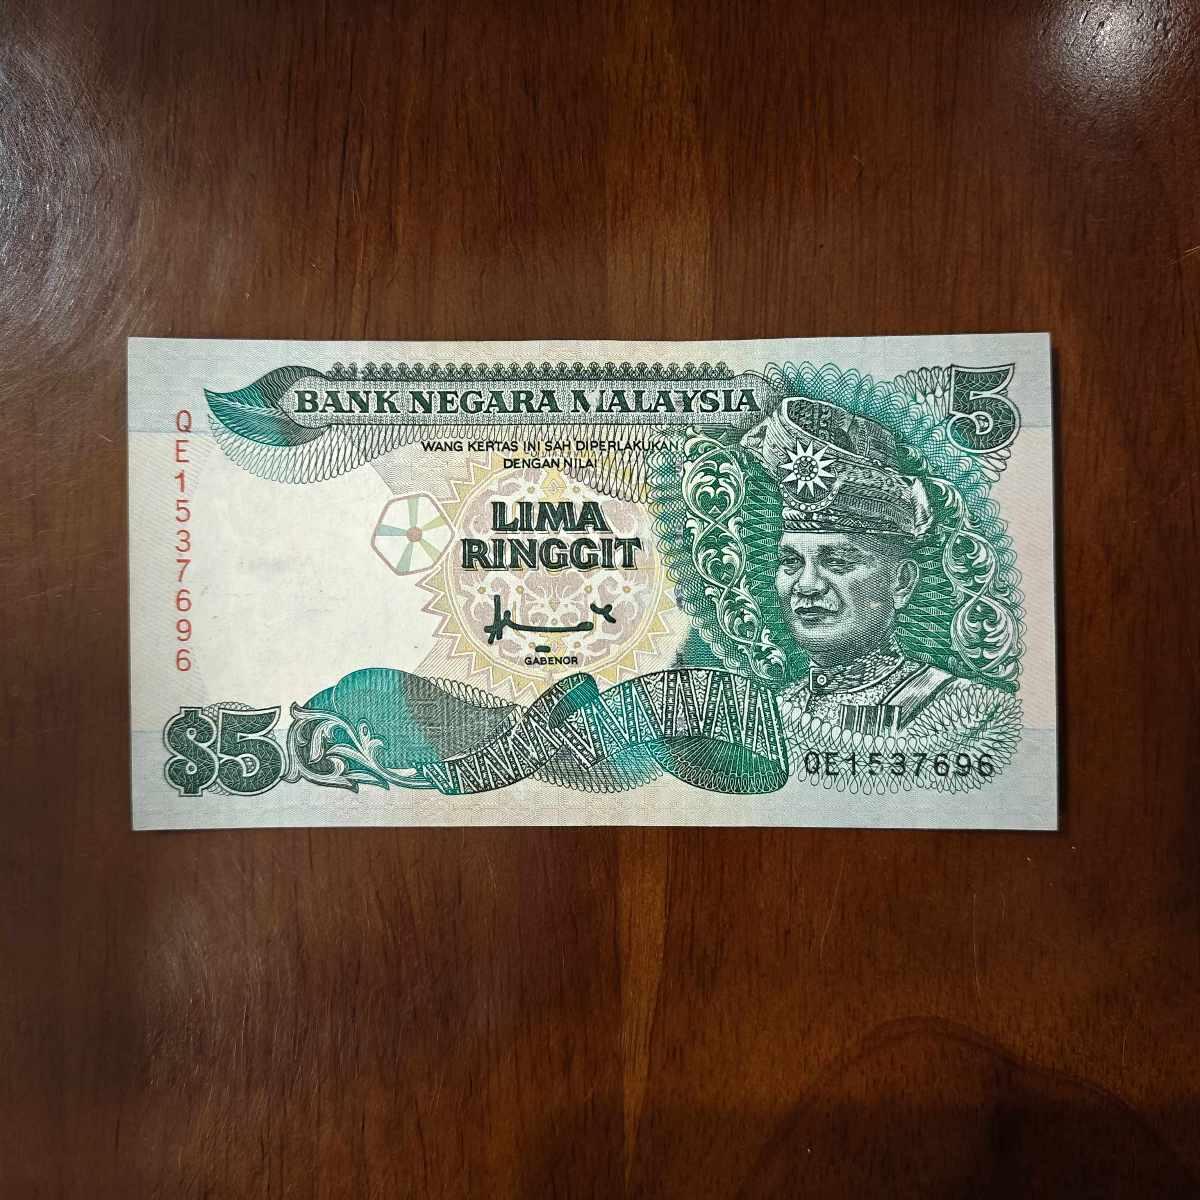 BANK NEGARA MALAYSIA
5
WANG KERTAS INI SAH DIPERLAKUKAN
DENGAN NILAI
LIMA
RINGGIT
GABENOR
QE1537696
$5
QE1537696